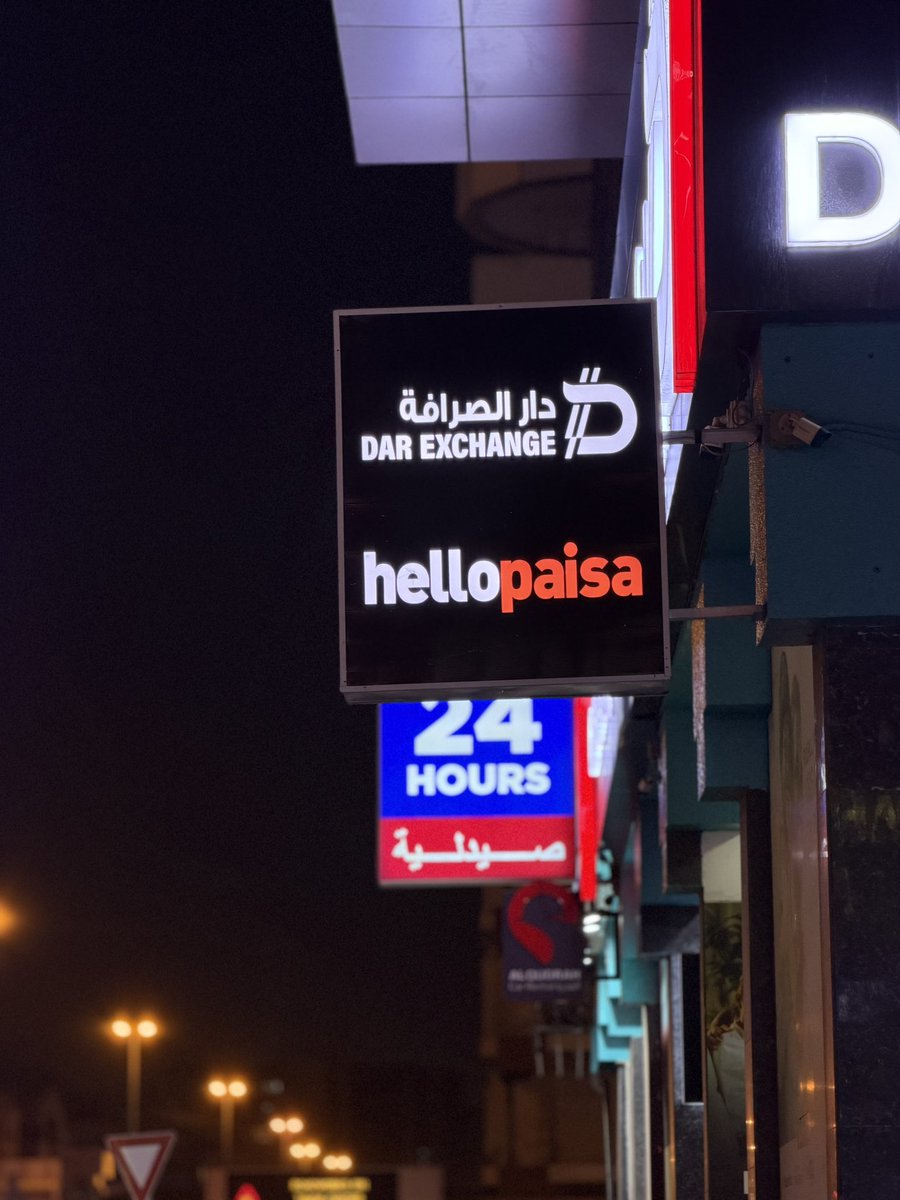 D
دار الصرافة
DAR EXCHANGE
hellopaisa
24
HOURS
صيدلية